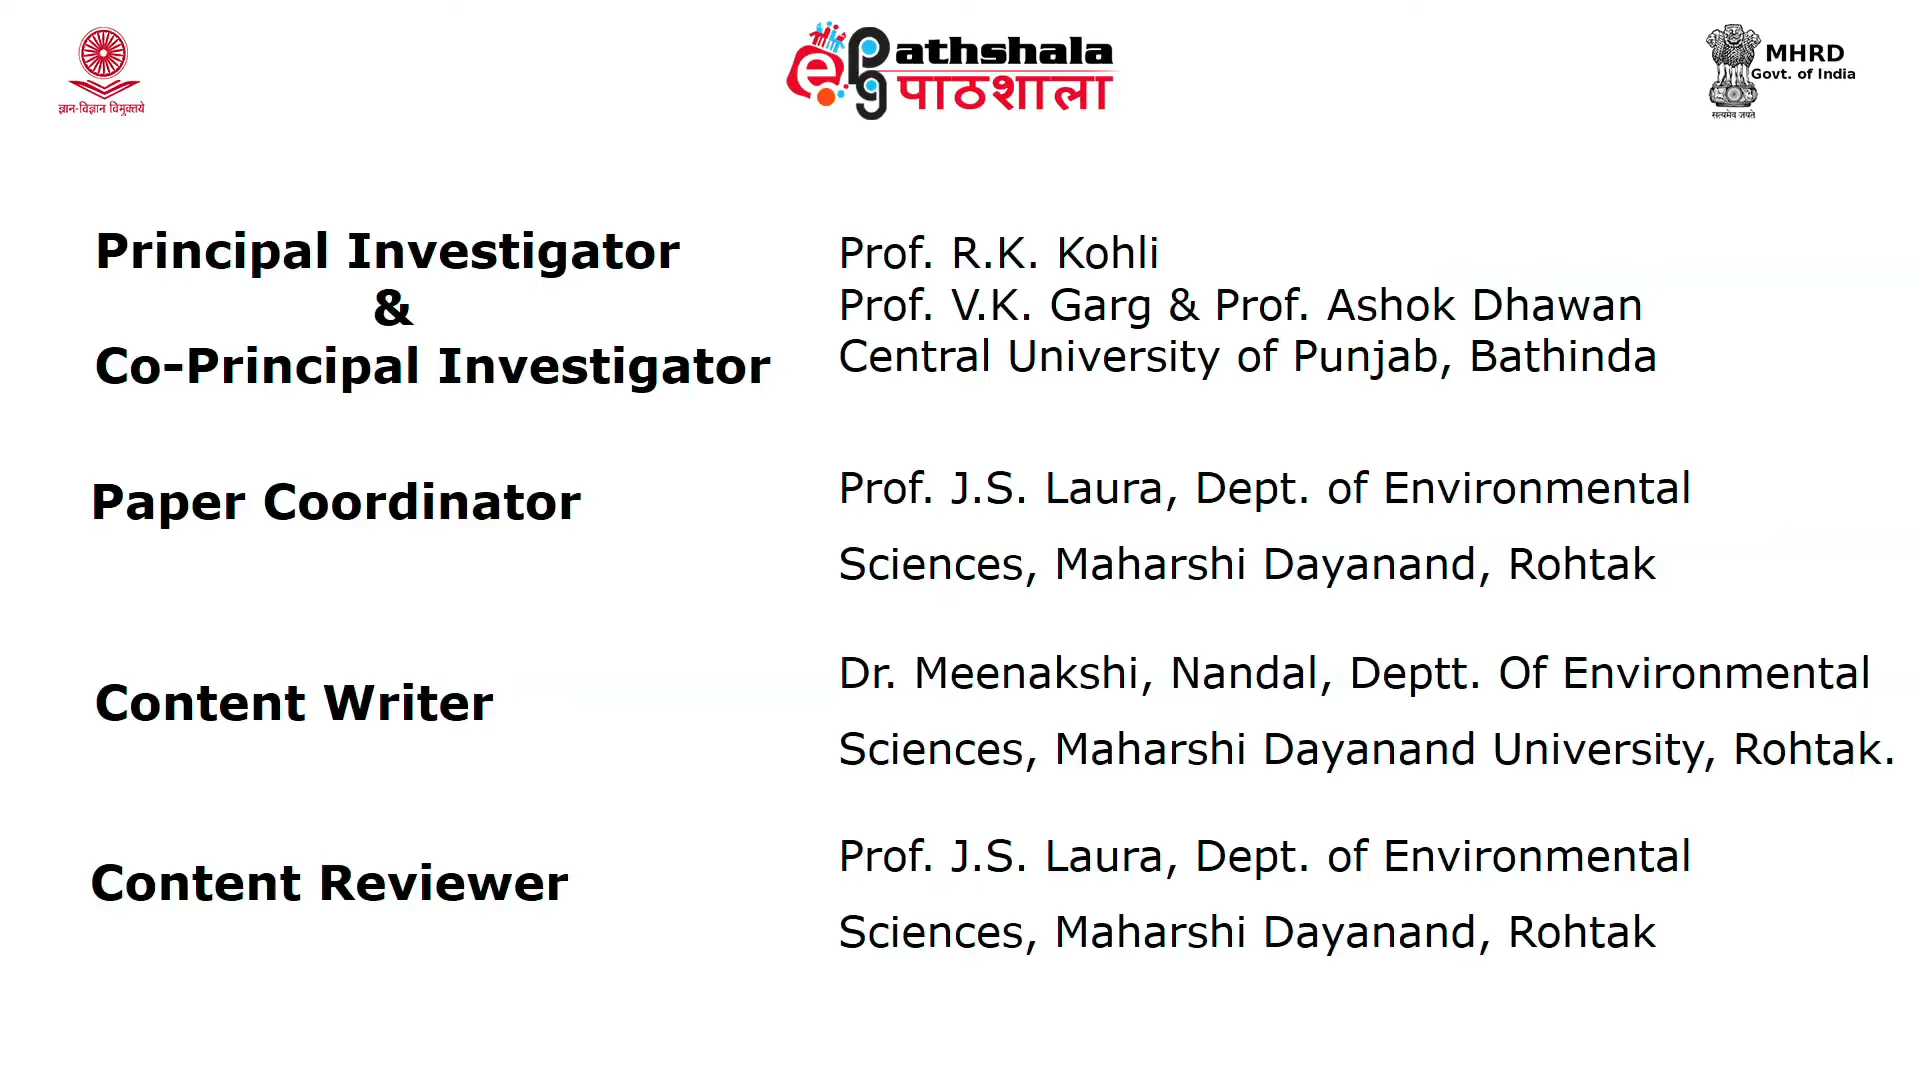 ज्ञान-विज्ञान विमुक्तये
e PG Pathshala
पाठशाला
MHRD
Govt. of India
सत्यमेव जयते
Principal Investigator
&
Co-Principal Investigator
Prof. R.K. Kohli
Prof. V.K. Garg & Prof. Ashok Dhawan
Central University of Punjab, Bathinda
Paper Coordinator
Prof. J.S. Laura, Dept. of Environmental
Sciences, Maharshi Dayanand, Rohtak
Content Writer
Dr. Meenakshi, Nandal, Deptt. Of Environmental
Sciences, Maharshi Dayanand University, Rohtak.
Content Reviewer
Prof. J.S. Laura, Dept. of Environmental
Sciences, Maharshi Dayanand, Rohtak